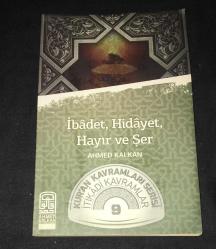 İbâdet, Hidâyet,
Hayır ve Şer
AHMED KALKAN
KUR'AN KAVRAMLARI SERİSİ
İTİKADİ KAVRAMLAR
9